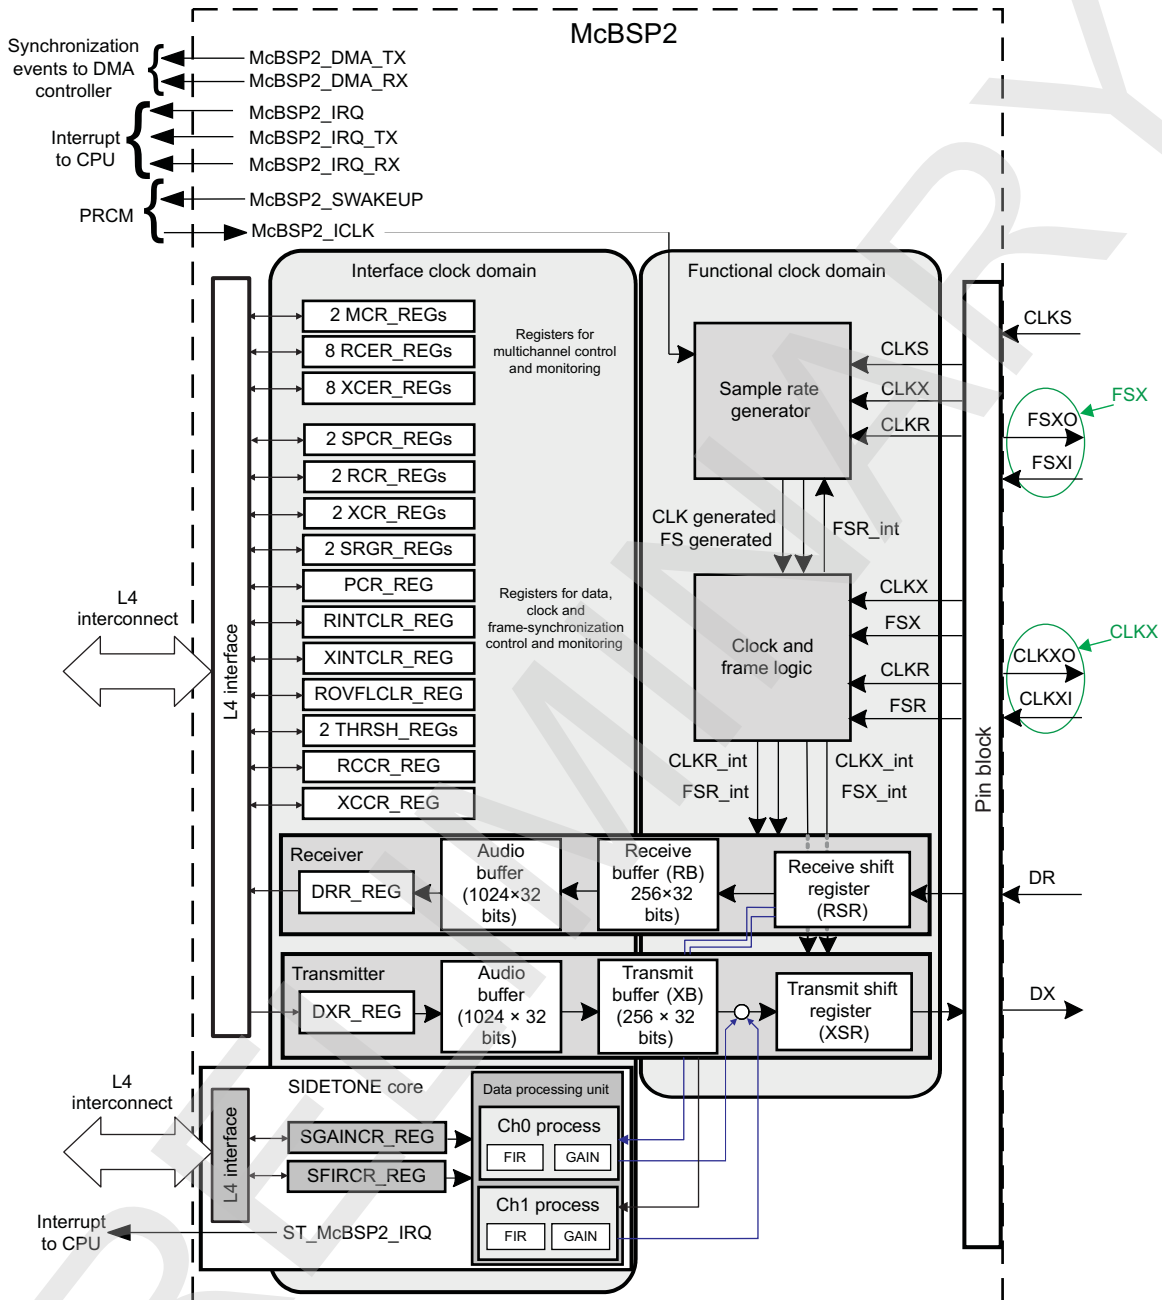 McBSP2
Synchronization
events to DMA
controller
McBSP2_DMA_TX
McBSP2_DMA_RX
Interrupt
to CPU
McBSP2_IRQ
McBSP2_IRQ_TX
McBSP2_IRQ_RX
PRCM
McBSP2_SWAKEUP
McBSP2_ICLK
Interface clock domain
Functional clock domain
2 MCR_REGs
8 RCER_REGs
8 XCER_REGs
Registers for
multichannel control
and monitoring
2 SPCR_REGs
2 RCR_REGs
2 XCR_REGs
2 SRGR_REGs
PCR_REG
RINTCLR_REG
XINTCLR_REG
ROVFLCLR_REG
2 THRSH_REGs
RCCR_REG
XCCR_REG
Registers for data,
clock and
frame-synchronization
control and monitoring
L4
interconnect
L4 interface
Sample rate
generator
CLKS
CLKX
CLKR
CLK generated
FS generated
FSR_int
Clock and
frame logic
CLKX
FSX
CLKR
FSR
CLKR_int
FSR_int
CLKX_int
FSX_int
Pin block
CLKS
FSX
FSXO
FSXI
CLKX
CLKXO
CLKXI
DR
DX
Receiver
DRR_REG
Audio
buffer
(1024×32
bits)
Receive
buffer (RB)
256×32
bits)
Receive shift
register
(RSR)
Transmitter
DXR_REG
Audio
buffer
(1024 × 32
bits)
Transmit
buffer (XB)
(256 × 32
bits)
Transmit shift
register
(XSR)
SIDETONE core
L4
interconnect
L4 interface
SGAINCR_REG
SFIRCR_REG
Data processing unit
Ch0 process
FIR
GAIN
Ch1 process
FIR
GAIN
Interrupt
to CPU
ST_McBSP2_IRQ
PRELIMINARY